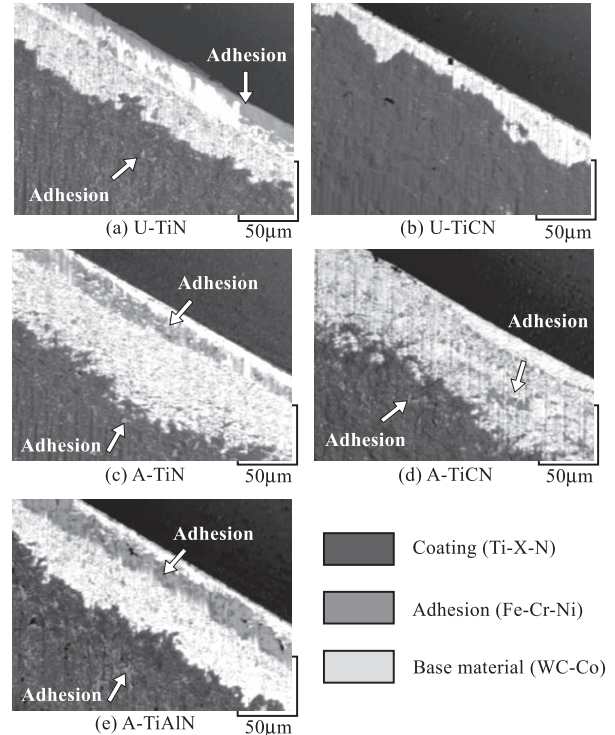 Adhesion
Adhesion
(a) U-TiN
50µm
(b) U-TiCN
50µm
Adhesion
Adhesion
(c) A-TiN
50µm
Adhesion
Adhesion
(d) A-TiCN
50µm
Adhesion
Adhesion
(e) A-TiAlN
50µm
Coating (Ti-X-N)
Adhesion (Fe-Cr-Ni)
Base material (WC-Co)